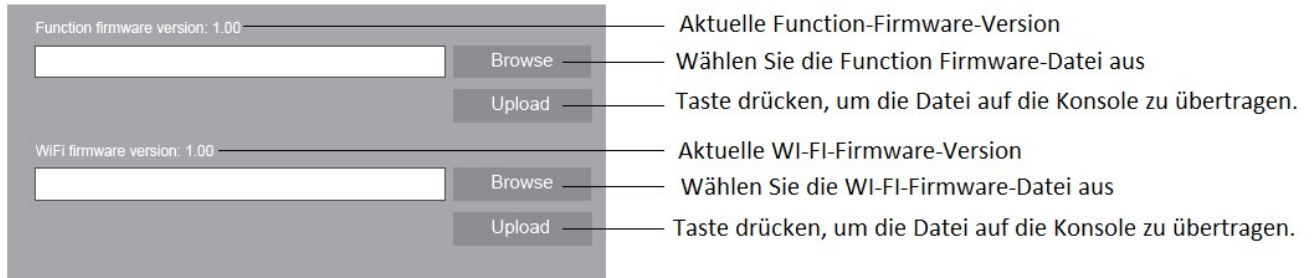 Function firmware version: 1.00 Aktuelle Function-Firmware-Version
Browse Wählen Sie die Function Firmware-Datei aus
Upload Taste drücken, um die Datei auf die Konsole zu übertragen.
WiFi firmware version: 1.00 Aktuelle WI-FI-Firmware-Version
Browse Wählen Sie die WI-FI-Firmware-Datei aus
Upload Taste drücken, um die Datei auf die Konsole zu übertragen.